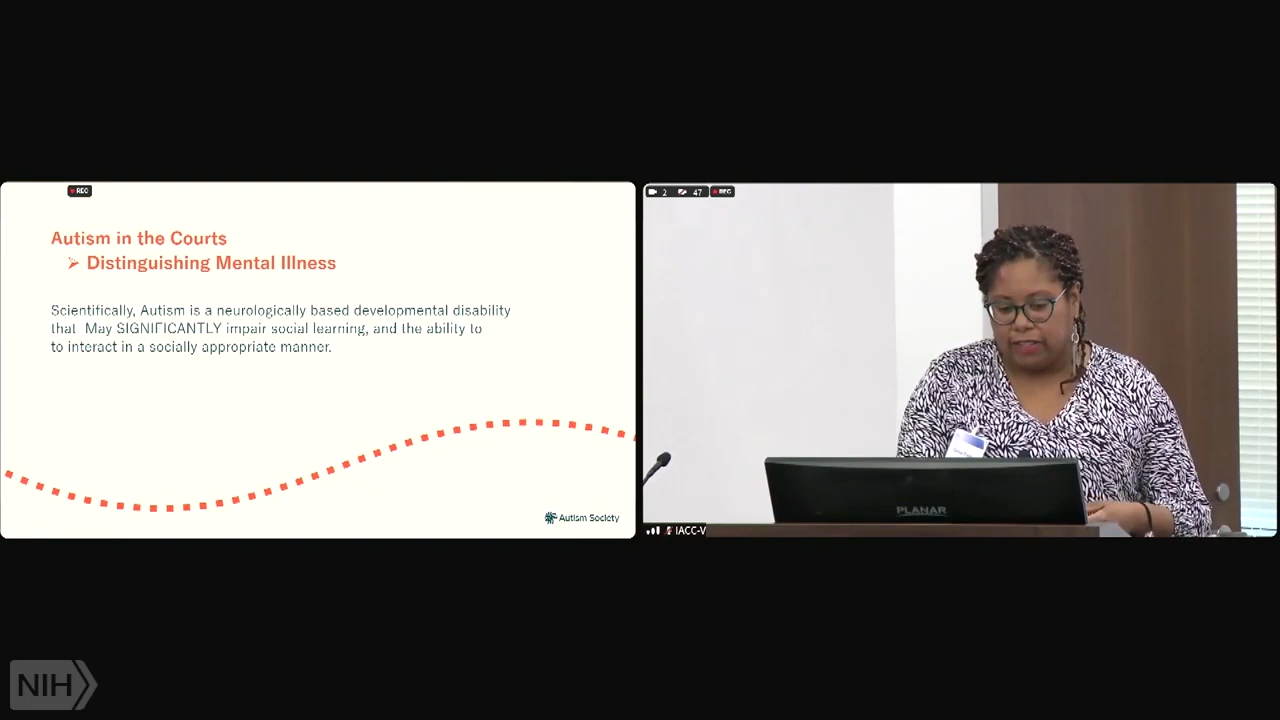 REC
Autism in the Courts
➢ Distinguishing Mental Illness
Scientifically, Autism is a neurologically based developmental disability
that May SIGNIFICANTLY impair social learning, and the ability to
to interact in a socially appropriate manner.
Autism Society
2 47 REC
PLANAR
IACC-V
NIH